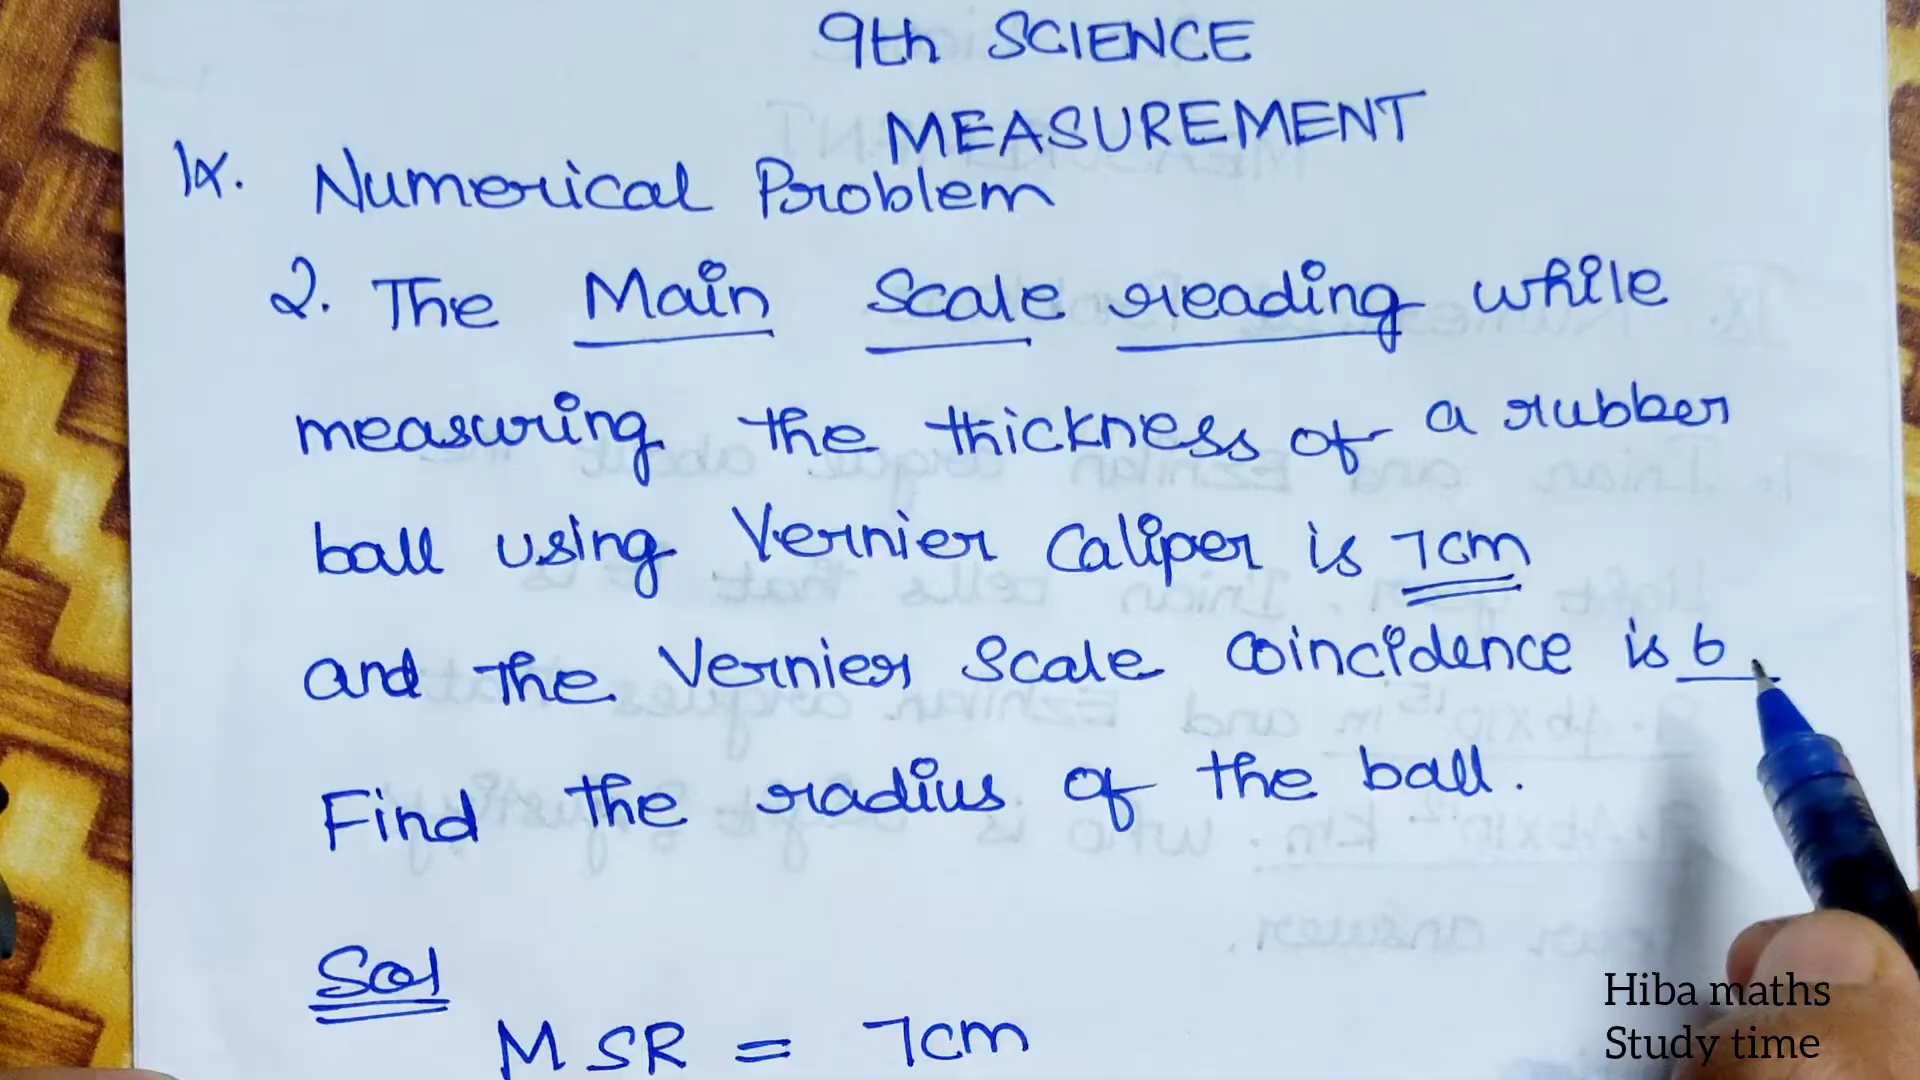 9th SCIENCE
MEASUREMENT
IX. Numerical Problem
2. The Main Scale reading while
measuring the thickness of a rubber
ball using Vernier Caliper is 7cm
and the Vernier Scale coincidence is 6.
Find the radius of the ball.
Sol
MSR = 7cm
Hiba maths
Study time